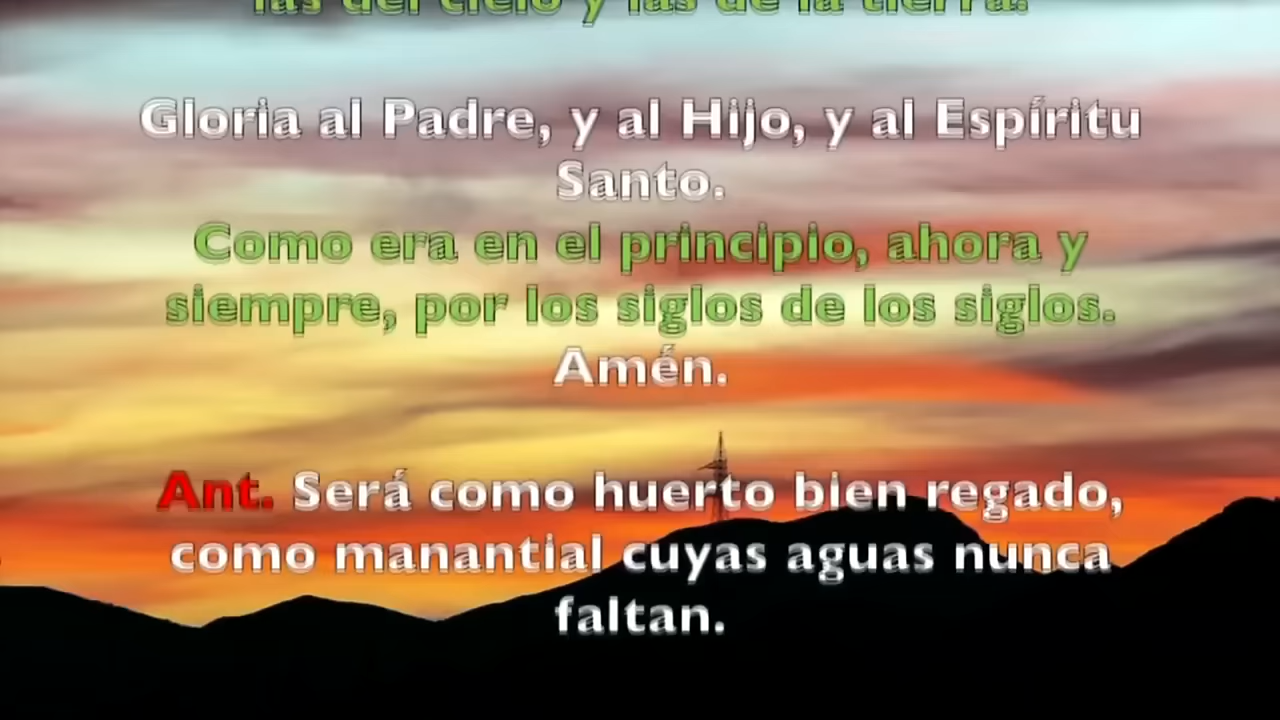 las del cielo y las de la tierra.
Gloria al Padre, y al Hijo, y al Espíritu
Santo.
Como era en el principio, ahora y
siempre, por los siglos de los siglos.
Amén.
Ant. Será como huerto bien regado,
como manantial cuyas aguas nunca
faltan.